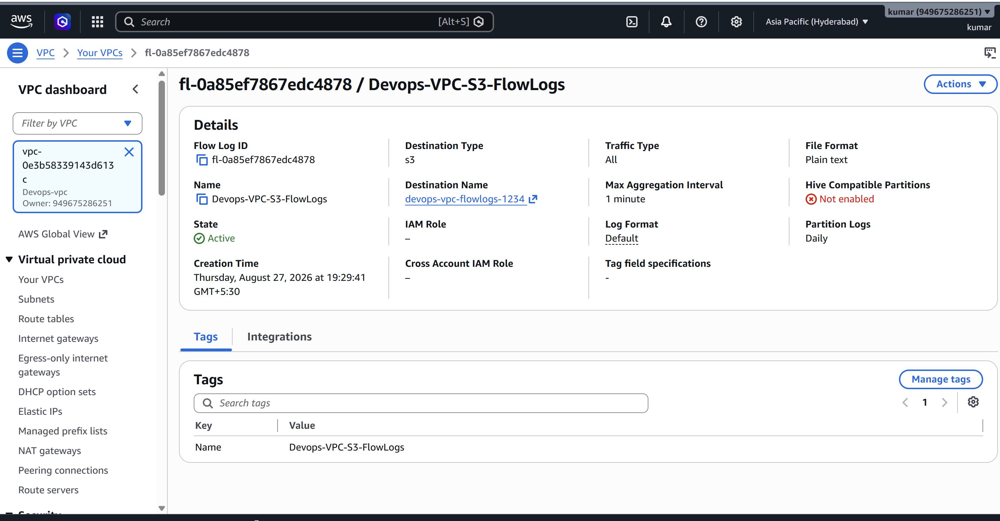 aws
Search [Alt+S]
Asia Pacific (Hyderabad)
kumar (949675286251)
kumar
VPC
Your VPCs
fl-0a85ef7867edc4878
VPC dashboard
Filter by VPC
vpc-
0e3b58339143d613
c
Devops-vpc
Owner: 949675286251
AWS Global View
Virtual private cloud
Your VPCs
Subnets
Route tables
Internet gateways
Egress-only internet
gateways
DHCP option sets
Elastic IPs
Managed prefix lists
NAT gateways
Peering connections
Route servers
Security
fl-0a85ef7867edc4878 / Devops-VPC-S3-FlowLogs
Actions
Details
Flow Log ID
fl-0a85ef7867edc4878
Destination Type
s3
Traffic Type
All
File Format
Plain text
Name
Devops-VPC-S3-FlowLogs
Destination Name
devops-vpc-flowlogs-1234
Max Aggregation Interval
1 minute
Hive Compatible Partitions
Not enabled
State
Active
IAM Role
–
Log Format
Default
Partition Logs
Daily
Creation Time
Thursday, August 27, 2026 at 19:29:41
GMT+5:30
Cross Account IAM Role
–
Tag field specifications
-
Tags
Integrations
Tags
Manage tags
Search tags
1
Key Value
Name Devops-VPC-S3-FlowLogs